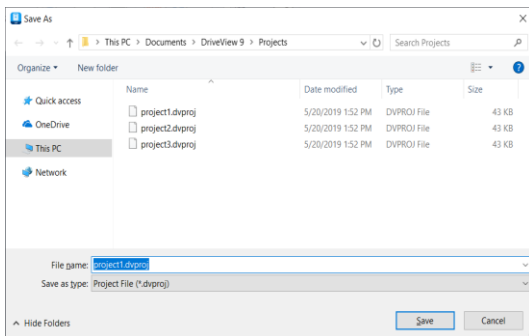 Save As
This PC > Documents > DriveView 9 > Projects
Search Projects
Organize
New folder
Name Date modified Type Size
Quick access
OneDrive
This PC
Network
project1.dvproj 5/20/2019 1:52 PM DVPROJ File 43 KB
project2.dvproj 5/20/2019 1:52 PM DVPROJ File 43 KB
project3.dvproj 5/20/2019 1:52 PM DVPROJ File 43 KB
File name: project1.dvproj
Save as type: Project File (*.dvproj)
Hide Folders
Save
Cancel